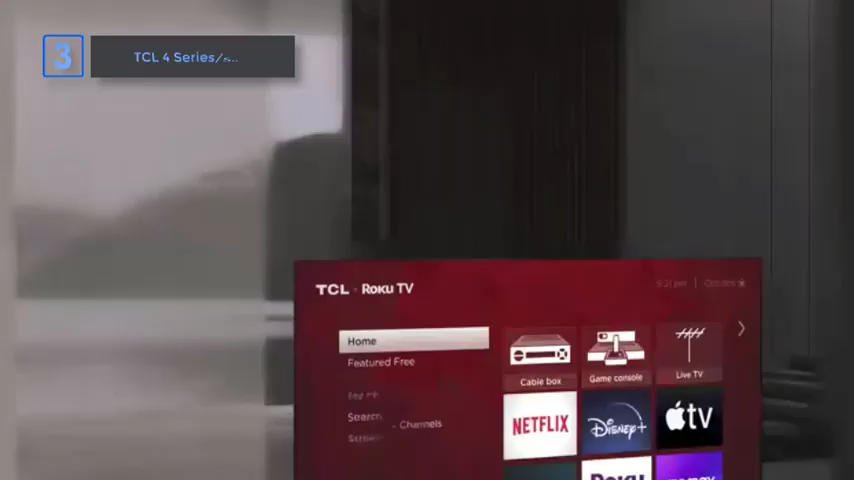 3
TCL 4 Series/
TCL • Roku TV
Home
Featured Free
Search
Channels
Cable box
Game console
Live TV
NETFLIX
Disney+
tv
Roku